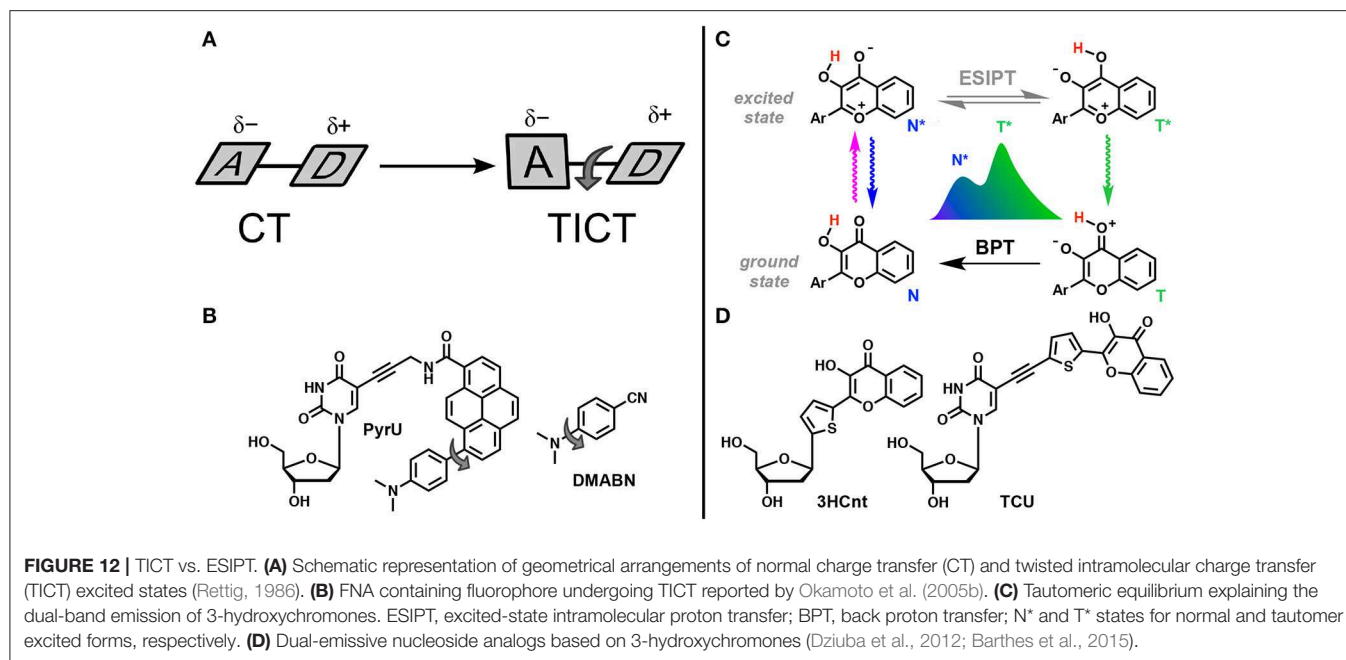 A
δ−
δ+
A
D
CT
δ−
δ+
A
D
TICT
B
O
HN
O
N
HO
O
OH
PyrU
N
H
O
N
N
CN
DMABN
C
excited
state
H
O
O-
Ar
O+
N*
ESIPT
H
O
-O
Ar
O+
T*
T*
N*
ground
state
H
O
O
Ar
O
N
BPT
H
O+
-O
Ar
O
T
D
HO
O
O
S
HO
O
OH
3HCnt
HO
O
O
S
O
HN
O
N
HO
O
OH
TCU
FIGURE 12 | TICT vs. ESIPT. (A) Schematic representation of geometrical arrangements of normal charge transfer (CT) and twisted intramolecular charge transfer
(TICT) excited states (Rettig, 1986). (B) FNA containing fluorophore undergoing TICT reported by Okamoto et al. (2005b). (C) Tautomeric equilibrium explaining the
dual-band emission of 3-hydroxychromones. ESIPT, excited-state intramolecular proton transfer; BPT, back proton transfer; N* and T* states for normal and tautomer
excited forms, respectively. (D) Dual-emissive nucleoside analogs based on 3-hydroxychromones (Dziuba et al., 2012; Barthes et al., 2015).